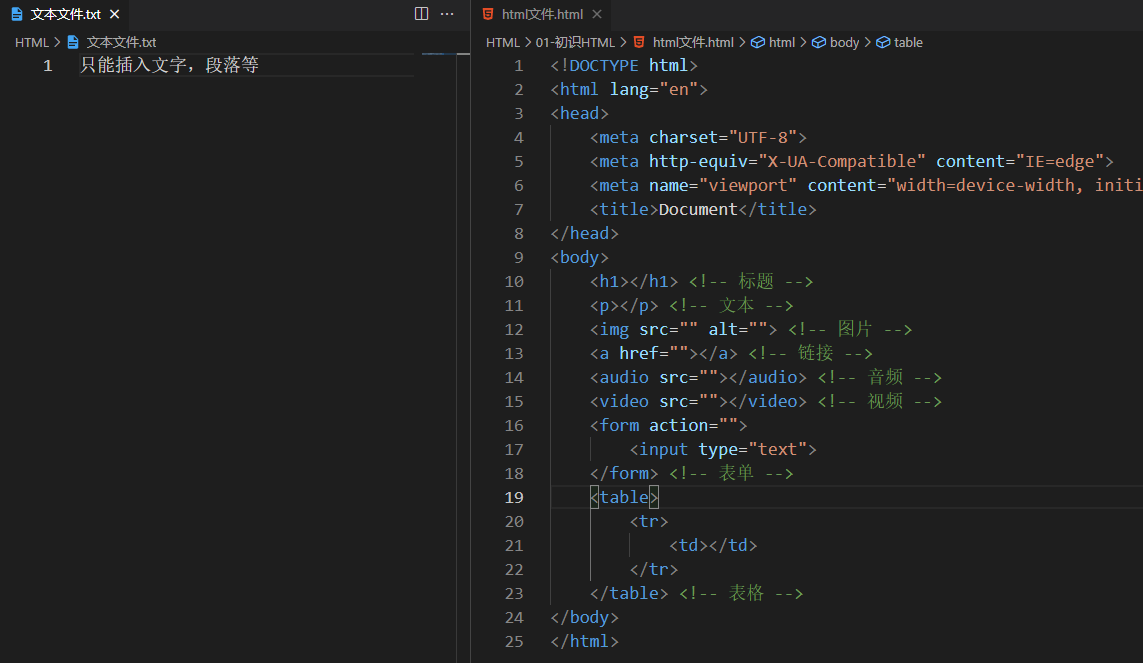 文本文件.txt
HTML > 文本文件.txt
1 只能插入文字，段落等
html文件.html
HTML > 01-初识HTML > html文件.html > html > body > table
1 <!DOCTYPE html>
2 <html lang="en">
3 <head>
4     <meta charset="UTF-8">
5     <meta http-equiv="X-UA-Compatible" content="IE=edge">
6     <meta name="viewport" content="width=device-width, initi
7     <title>Document</title>
8 </head>
9 <body>
10     <h1></h1> <!-- 标题 -->
11     <p></p> <!-- 文本 -->
12     <img src="" alt=""> <!-- 图片 -->
13     <a href=""></a> <!-- 链接 -->
14     <audio src=""></audio> <!-- 音频 -->
15     <video src=""></video> <!-- 视频 -->
16     <form action="">
17         <input type="text">
18     </form> <!-- 表单 -->
19     <table>
20         <tr>
21             <td></td>
22         </tr>
23     </table> <!-- 表格 -->
24 </body>
25 </html>